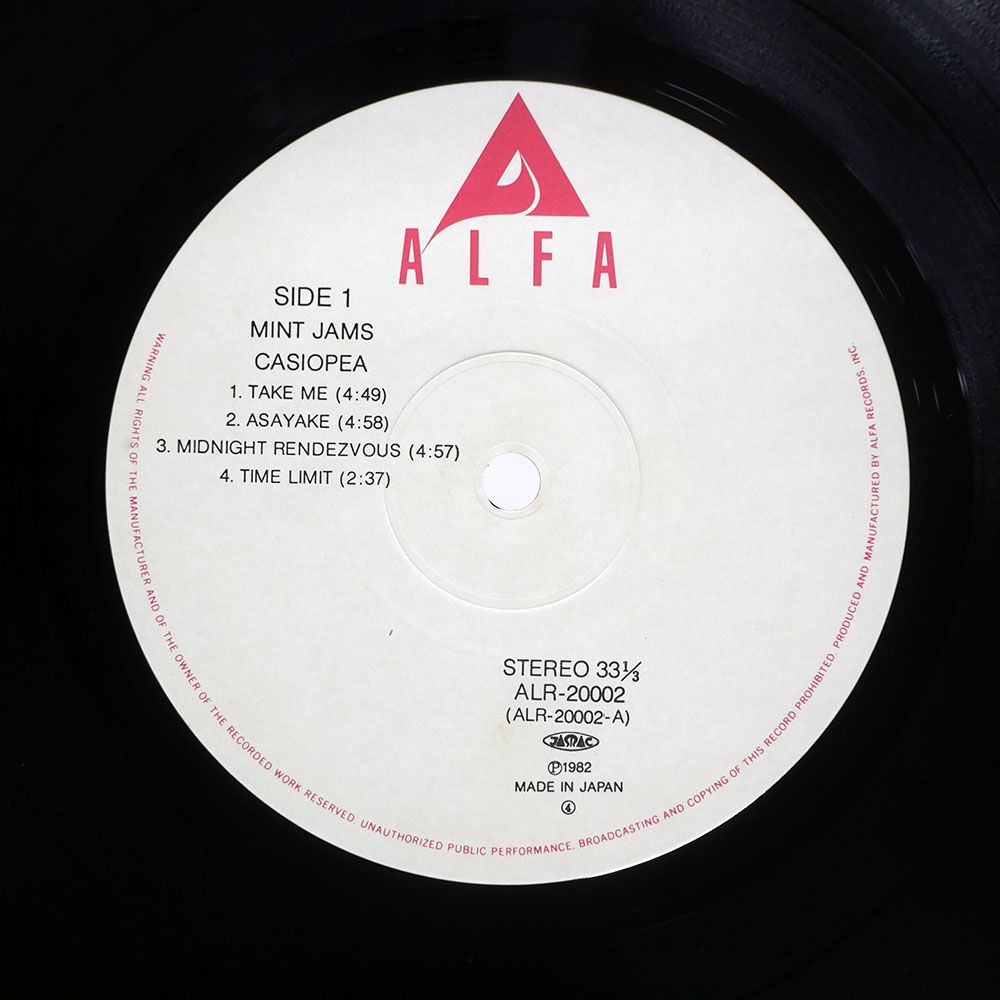 ALFA
SIDE 1
MINT JAMS
CASIOPEA
1. TAKE ME (4:49)
2. ASAYAKE (4:58)
3. MIDNIGHT RENDEZVOUS (4:57)
4. TIME LIMIT (2:37)
STEREO 33⅓
ALR-20002
(ALR-20002-A)
JASRAC
Ⓟ1982
MADE IN JAPAN
④
WARNING ALL RIGHTS OF THE MANUFACTURER AND OF THE OWNER OF THE RECORDED WORK RESERVED. UNAUTHORIZED PUBLIC PERFORMANCE, BROADCASTING AND COPYING OF THIS RECORD PROHIBITED. PRODUCED AND MANUFACTURED BY ALFA RECORDS, INC.